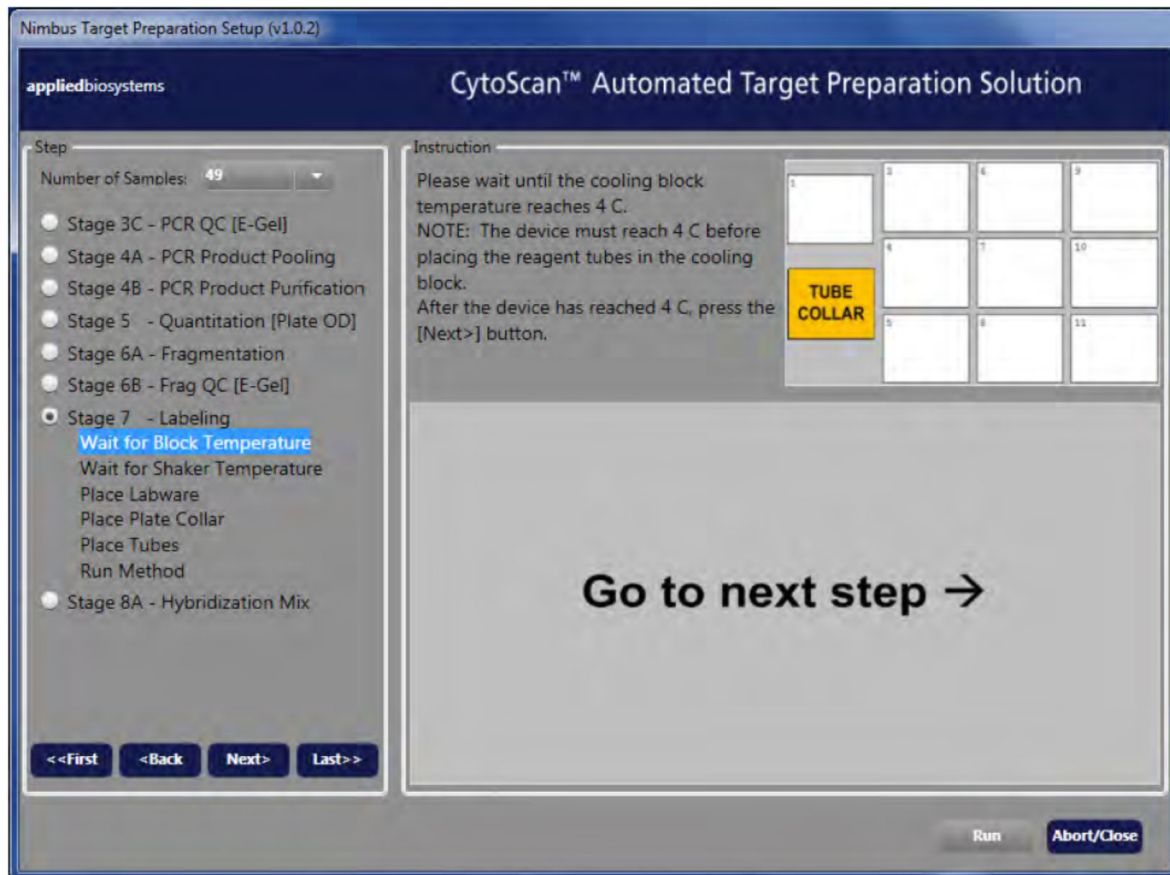 Nimbus Target Preparation Setup (v1.0.2)
appliedbiosystems
CytoScan™ Automated Target Preparation Solution
Step
Number of Samples: 49
Stage 3C - PCR QC [E-Gel]
Stage 4A - PCR Product Pooling
Stage 4B - PCR Product Purification
Stage 5 - Quantitation [Plate OD]
Stage 6A - Fragmentation
Stage 6B - Frag QC [E-Gel]
Stage 7 - Labeling
Wait for Block Temperature
Wait for Shaker Temperature
Place Labware
Place Plate Collar
Place Tubes
Run Method
Stage 8A - Hybridization Mix
<<First
<Back
Next>
Last>>
Instruction
Please wait until the cooling block
temperature reaches 4 C.
NOTE: The device must reach 4 C before
placing the reagent tubes in the cooling
block.
After the device has reached 4 C, press the
[Next>] button.
1
9
7
10
11
TUBE
COLLAR
Go to next step →
Run
Abort/Close